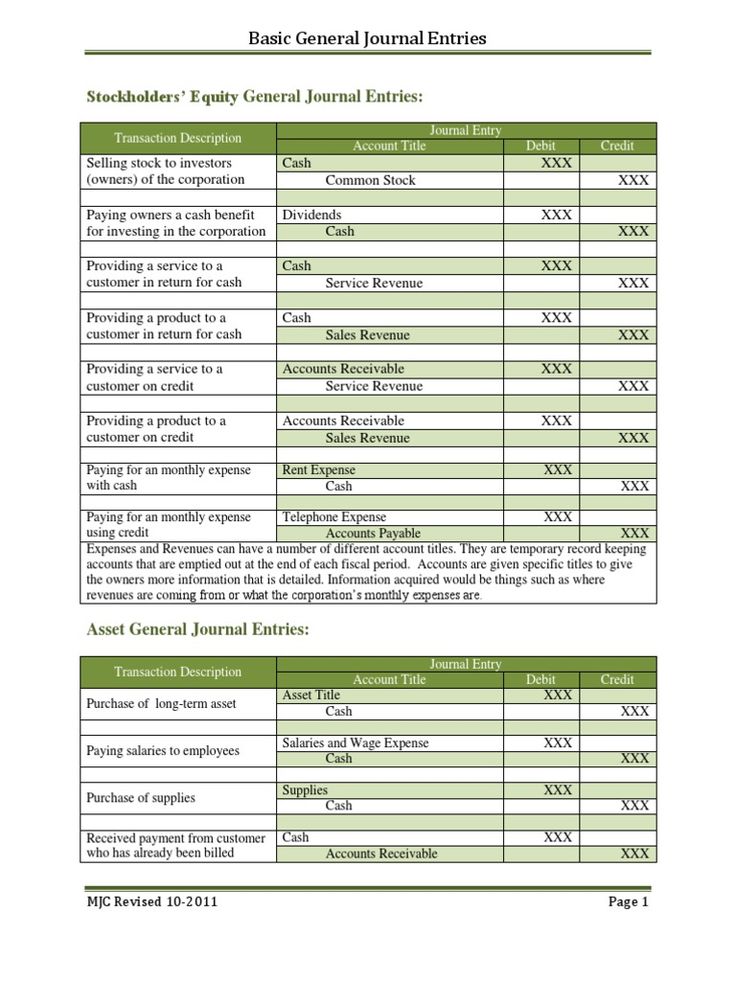 Basic General Journal Entries
Stockholders' Equity General Journal Entries:
Transaction Description
Journal Entry
Account Title Debit Credit
Selling stock to investors
(owners) of the corporation
Cash XXX
Common Stock XXX
Paying owners a cash benefit
for investing in the corporation
Dividends XXX
Cash XXX
Providing a service to a
customer in return for cash
Cash XXX
Service Revenue XXX
Providing a product to a
customer in return for cash
Cash XXX
Sales Revenue XXX
Providing a service to a
customer on credit
Accounts Receivable XXX
Service Revenue XXX
Providing a product to a
customer on credit
Accounts Receivable XXX
Sales Revenue XXX
Paying for an monthly expense
with cash
Rent Expense XXX
Cash XXX
Paying for an monthly expense
using credit
Telephone Expense XXX
Accounts Payable XXX
Expenses and Revenues can have a number of different account titles. They are temporary record keeping
accounts that are emptied out at the end of each fiscal period. Accounts are given specific titles to give
the owners more information that is detailed. Information acquired would be things such as where
revenues are coming from or what the corporation's monthly expenses are.
Asset General Journal Entries:
Transaction Description
Journal Entry
Account Title Debit Credit
Purchase of long-term asset
Asset Title XXX
Cash XXX
Paying salaries to employees
Salaries and Wage Expense XXX
Cash XXX
Purchase of supplies
Supplies XXX
Cash XXX
Received payment from customer
who has already been billed
Cash XXX
Accounts Receivable XXX
MJC Revised 10-2011 Page 1